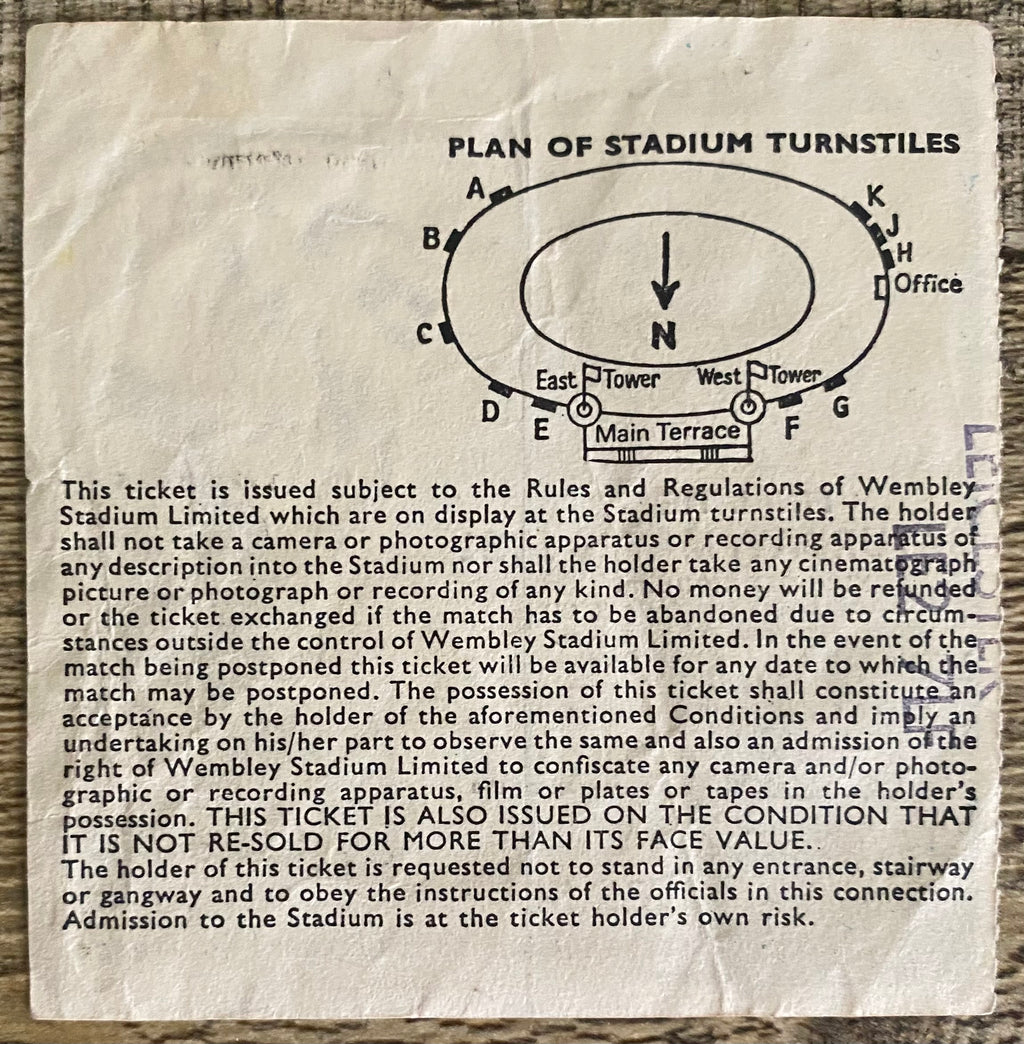 PLAN OF STADIUM TURNSTILES
A
K
J
B
H
Office
C
N
East Tower
West Tower
D
G
E
F
Main Terrace
This ticket is issued subject to the Rules and Regulations of Wembley
Stadium Limited which are on display at the Stadium turnstiles. The holder
shall not take a camera or photographic apparatus or recording apparatus of
any description into the Stadium nor shall the holder take any cinematograph
picture or photograph or recording of any kind. No money will be refunded
or the ticket exchanged if the match has to be abandoned due to circum-
stances outside the control of Wembley Stadium Limited. In the event of the
match being postponed this ticket will be available for any date to which the
match may be postponed. The possession of this ticket shall constitute an
acceptance by the holder of the aforementioned Conditions and imply an
undertaking on his/her part to observe the same and also an admission of the
right of Wembley Stadium Limited to confiscate any camera and/or photo-
graphic or recording apparatus, film or plates or tapes in the holder's
possession. THIS TICKET IS ALSO ISSUED ON THE CONDITION THAT
IT IS NOT RE-SOLD FOR MORE THAN ITS FACE VALUE..
The holder of this ticket is requested not to stand in any entrance, stairway
or gangway and to obey the instructions of the officials in this connection.
Admission to the Stadium is at the ticket holder's own risk.